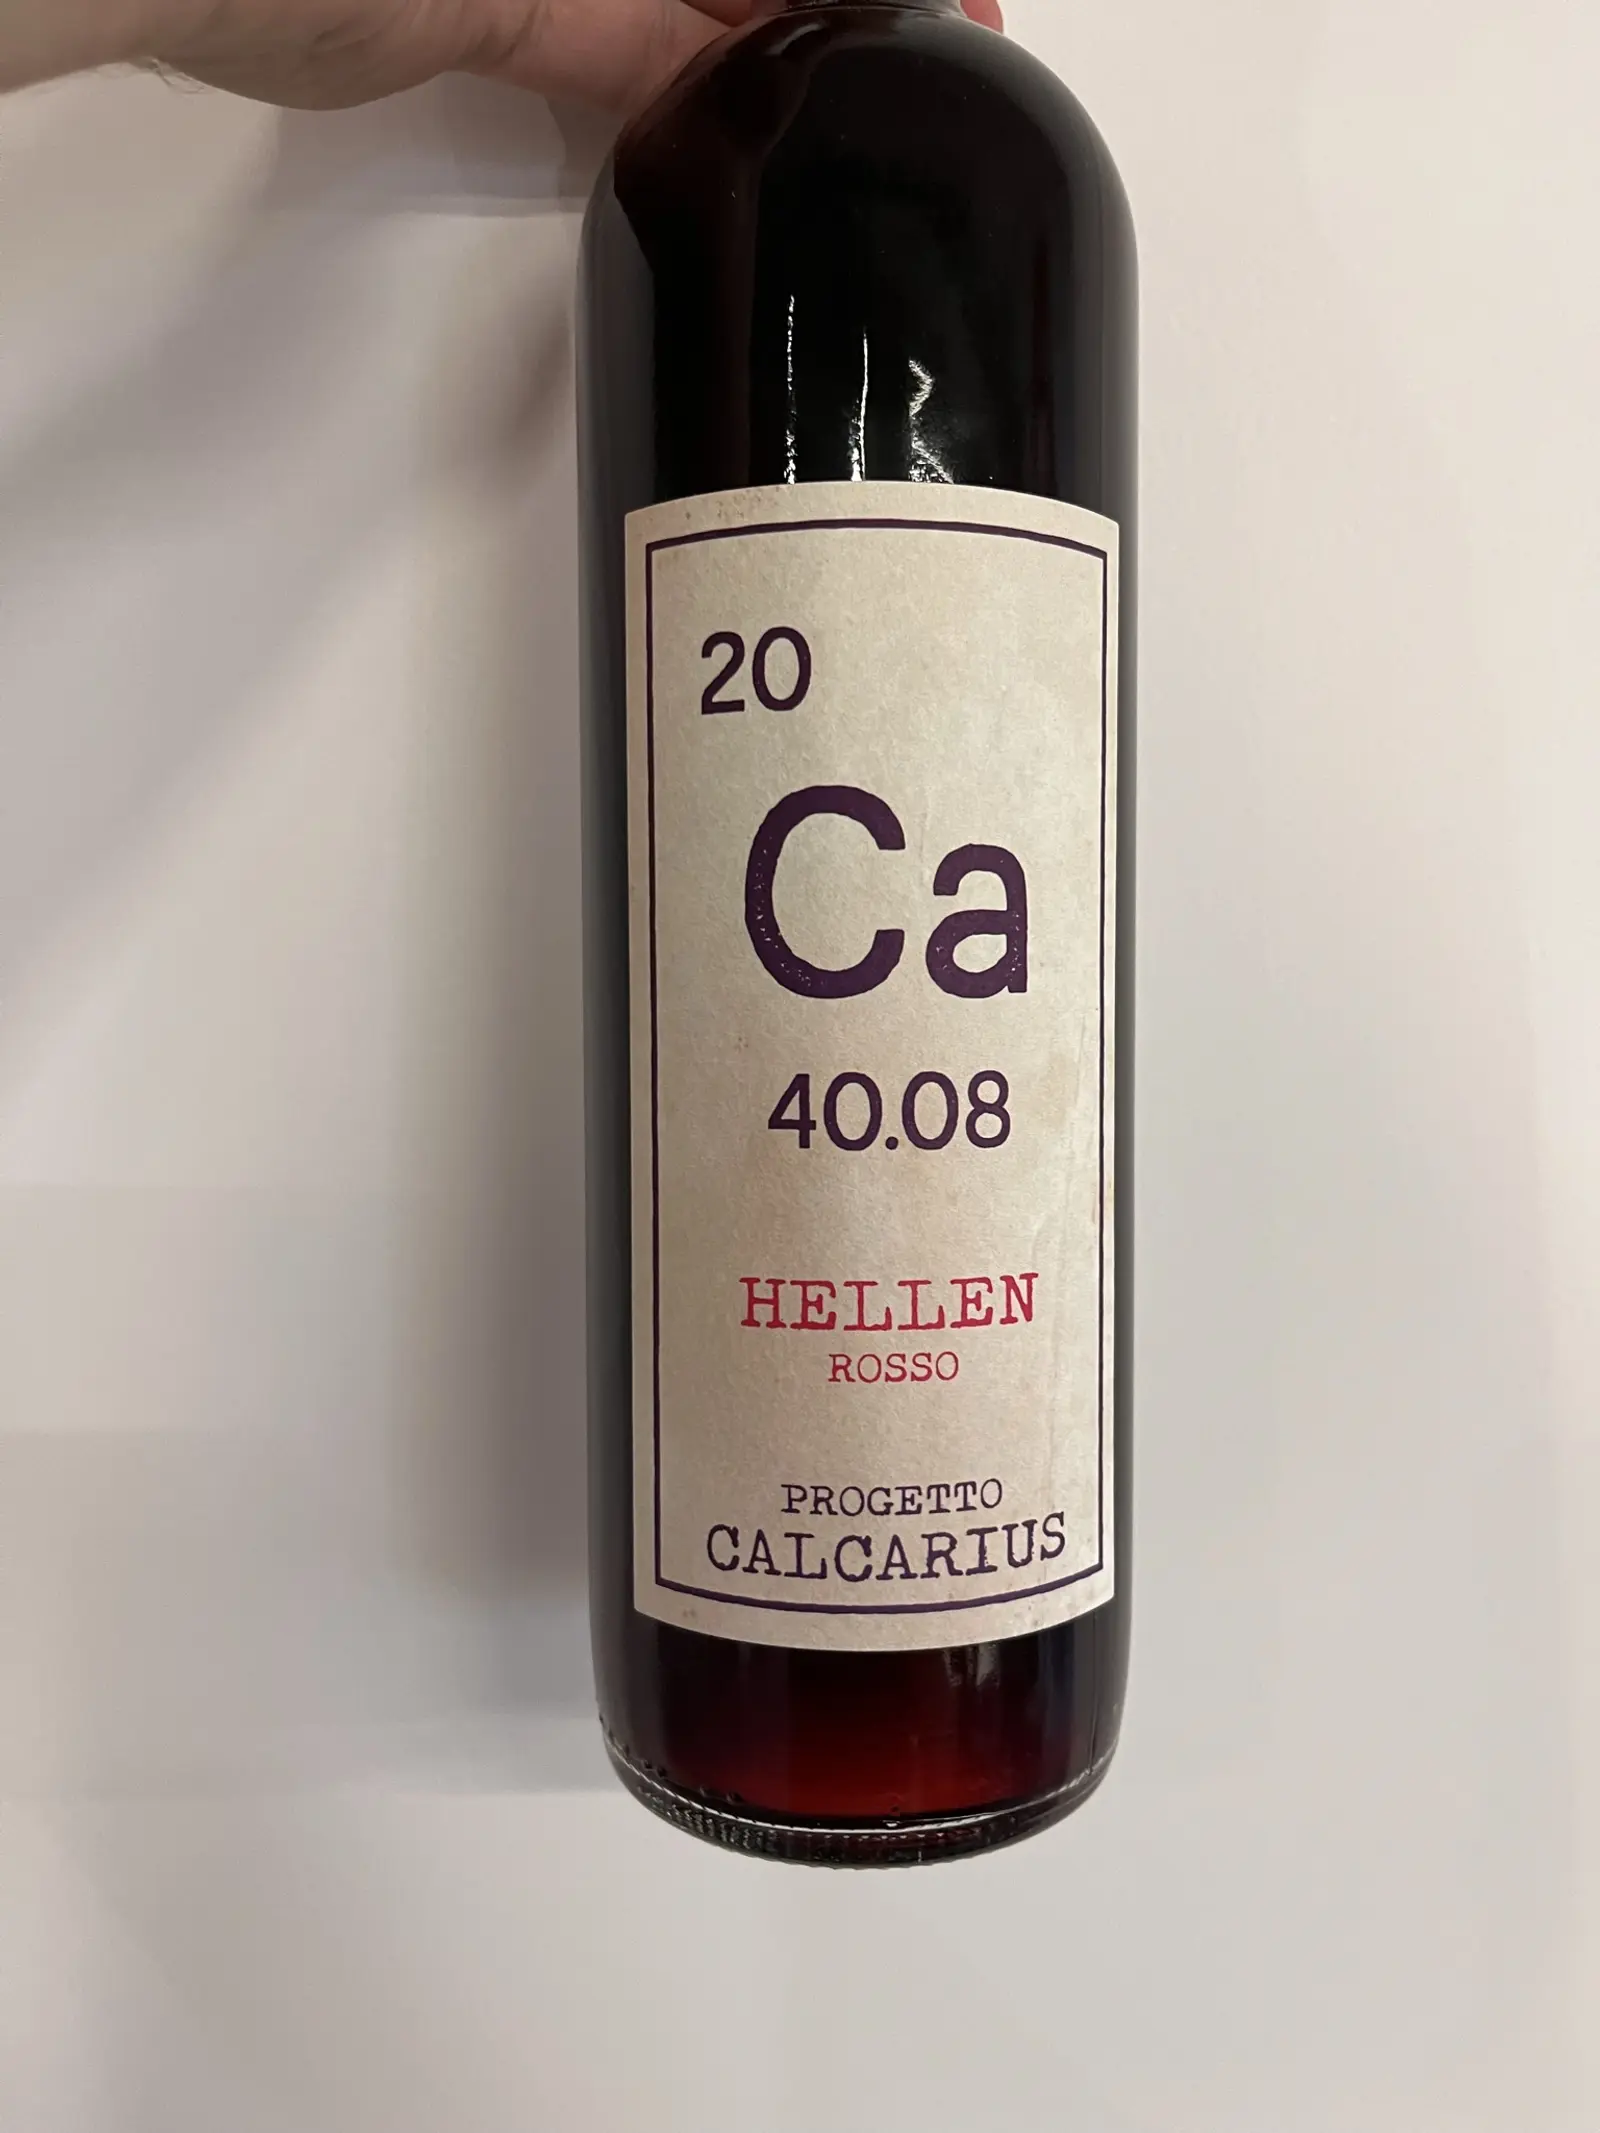 20
Ca
40.08
HELLEN
ROSSO
PROGETTO
CALCARIUS